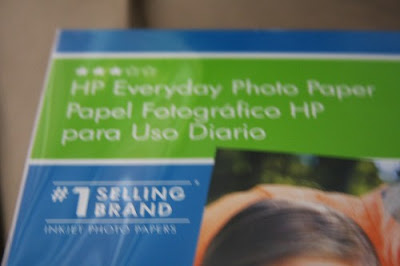 HP Everyday Photo Paper
Papel Fotográfico HP
para Uso Diario
#1 SELLING
BRAND
INKJET PHOTO PAPERS